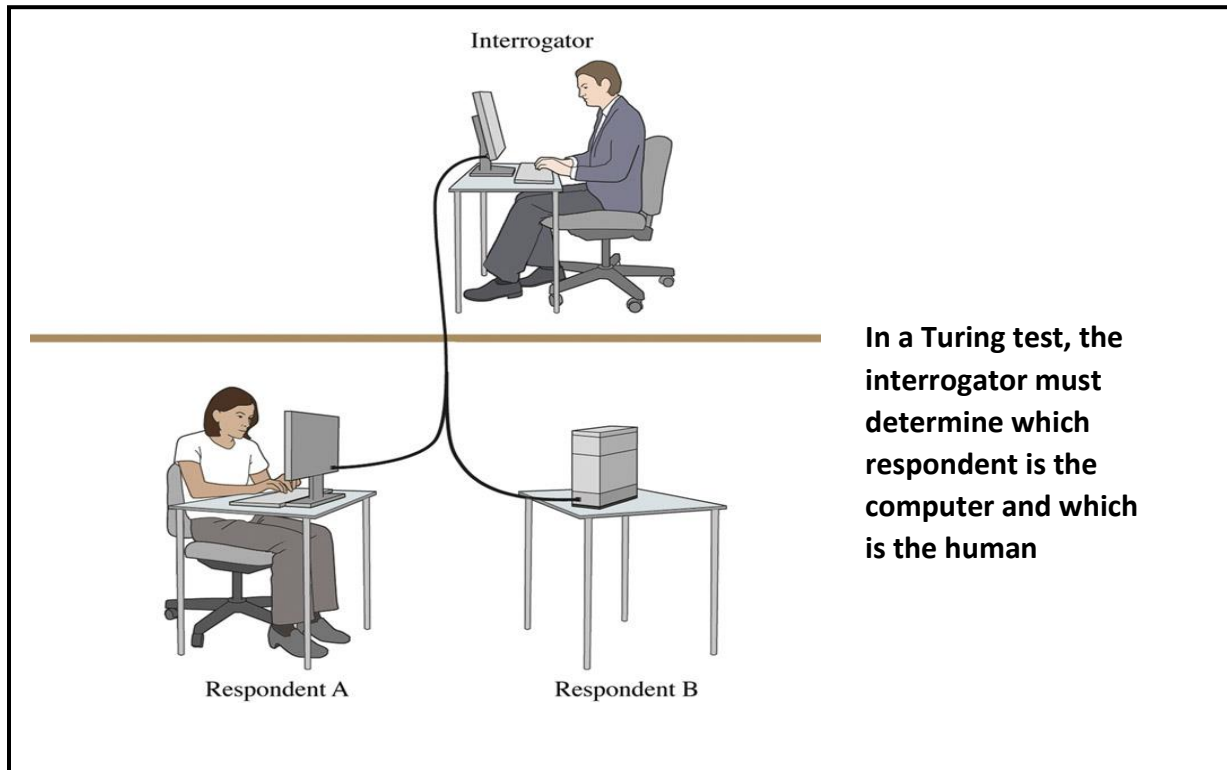 Interrogator
In a Turing test, the
interrogator must
determine which
respondent is the
computer and which
is the human
Respondent A
Respondent B